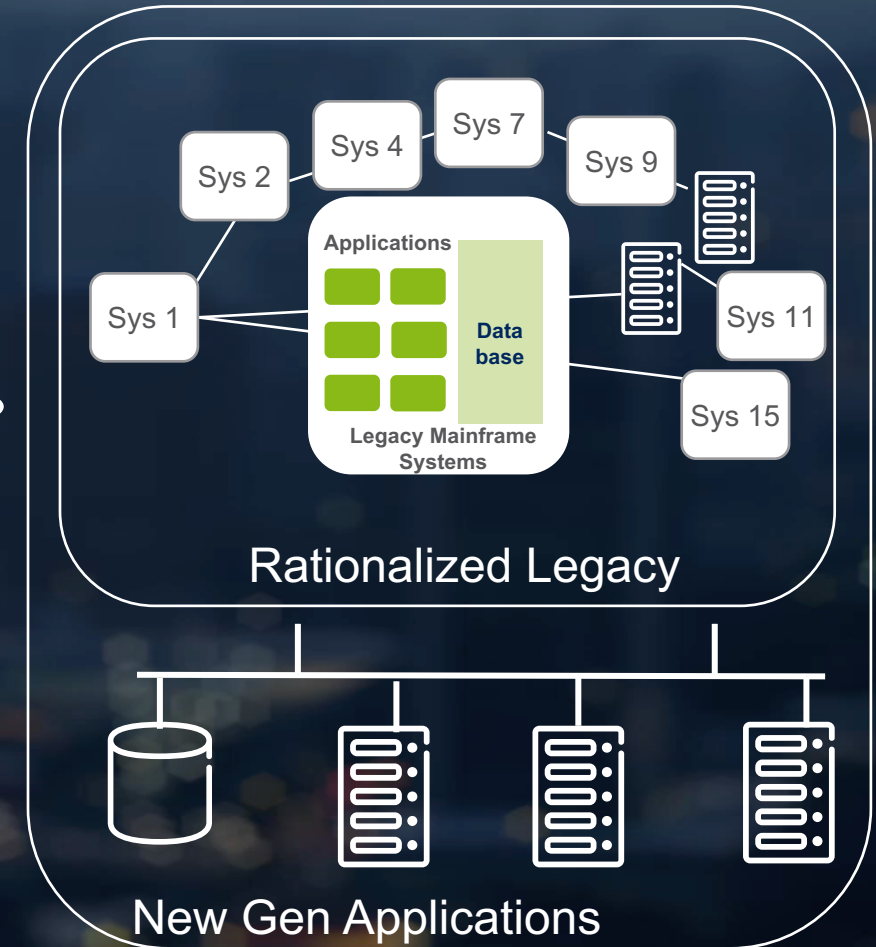 Sys 7
Sys 4
Sys 9
Sys 2
Applications
Sys 1
Sys 11
Data
base
Sys 15
Legacy Mainframe
Systems
Rationalized Legacy
New Gen Applications